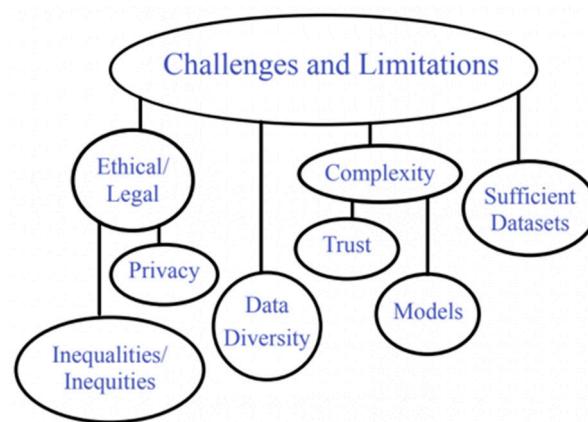 Challenges and Limitations
Ethical/
Legal
Complexity
Sufficient
Datasets
Privacy
Trust
Data
Diversity
Models
Inequalities/
Inequities